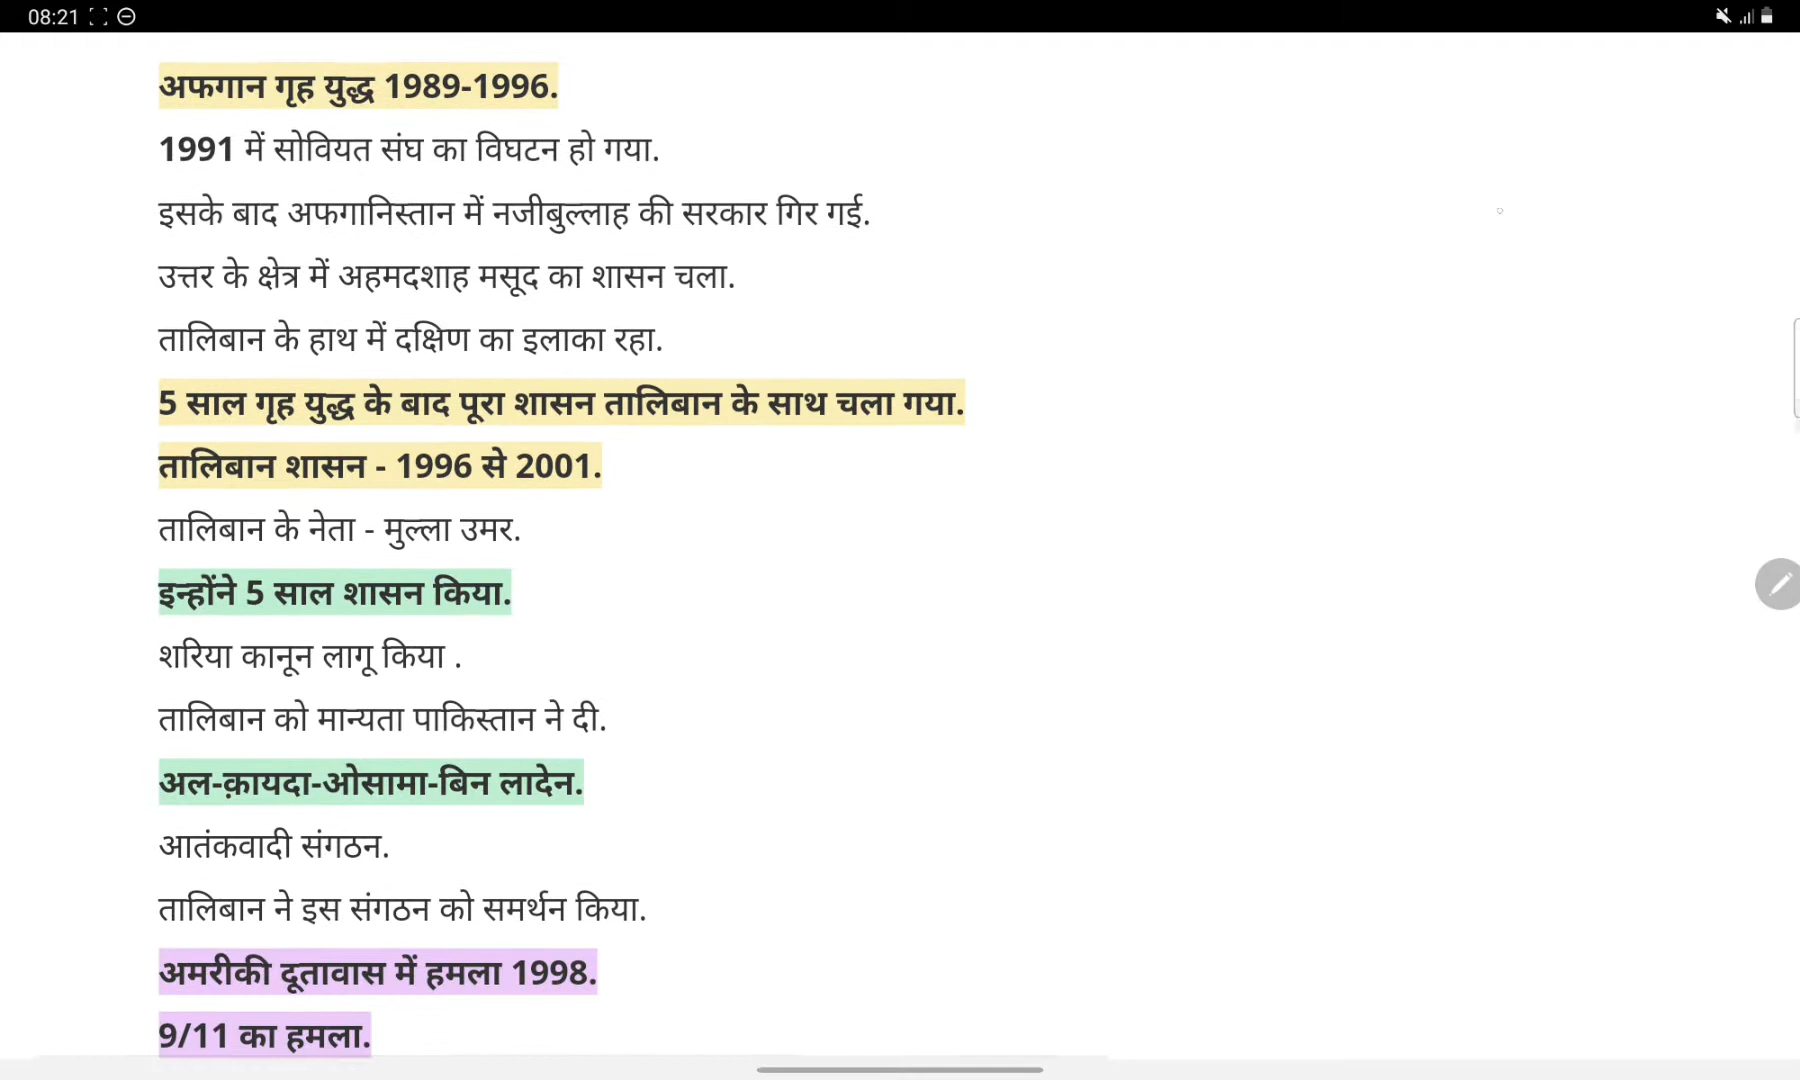 08:21
अफगान गृह युद्ध 1989-1996.
1991 में सोवियत संघ का विघटन हो गया.
इसके बाद अफगानिस्तान में नजीबुल्लाह की सरकार गिर गई.
उत्तर के क्षेत्र में अहमदशाह मसूद का शासन चला.
तालिबान के हाथ में दक्षिण का इलाका रहा.
5 साल गृह युद्ध के बाद पूरा शासन तालिबान के साथ चला गया.
तालिबान शासन - 1996 से 2001.
तालिबान के नेता - मुल्ला उमर.
इन्होंने 5 साल शासन किया.
शरिया कानून लागू किया .
तालिबान को मान्यता पाकिस्तान ने दी.
अल-क़ायदा-ओसामा-बिन लादेन.
आतंकवादी संगठन.
तालिबान ने इस संगठन को समर्थन किया.
अमरीकी दूतावास में हमला 1998.
9/11 का हमला.